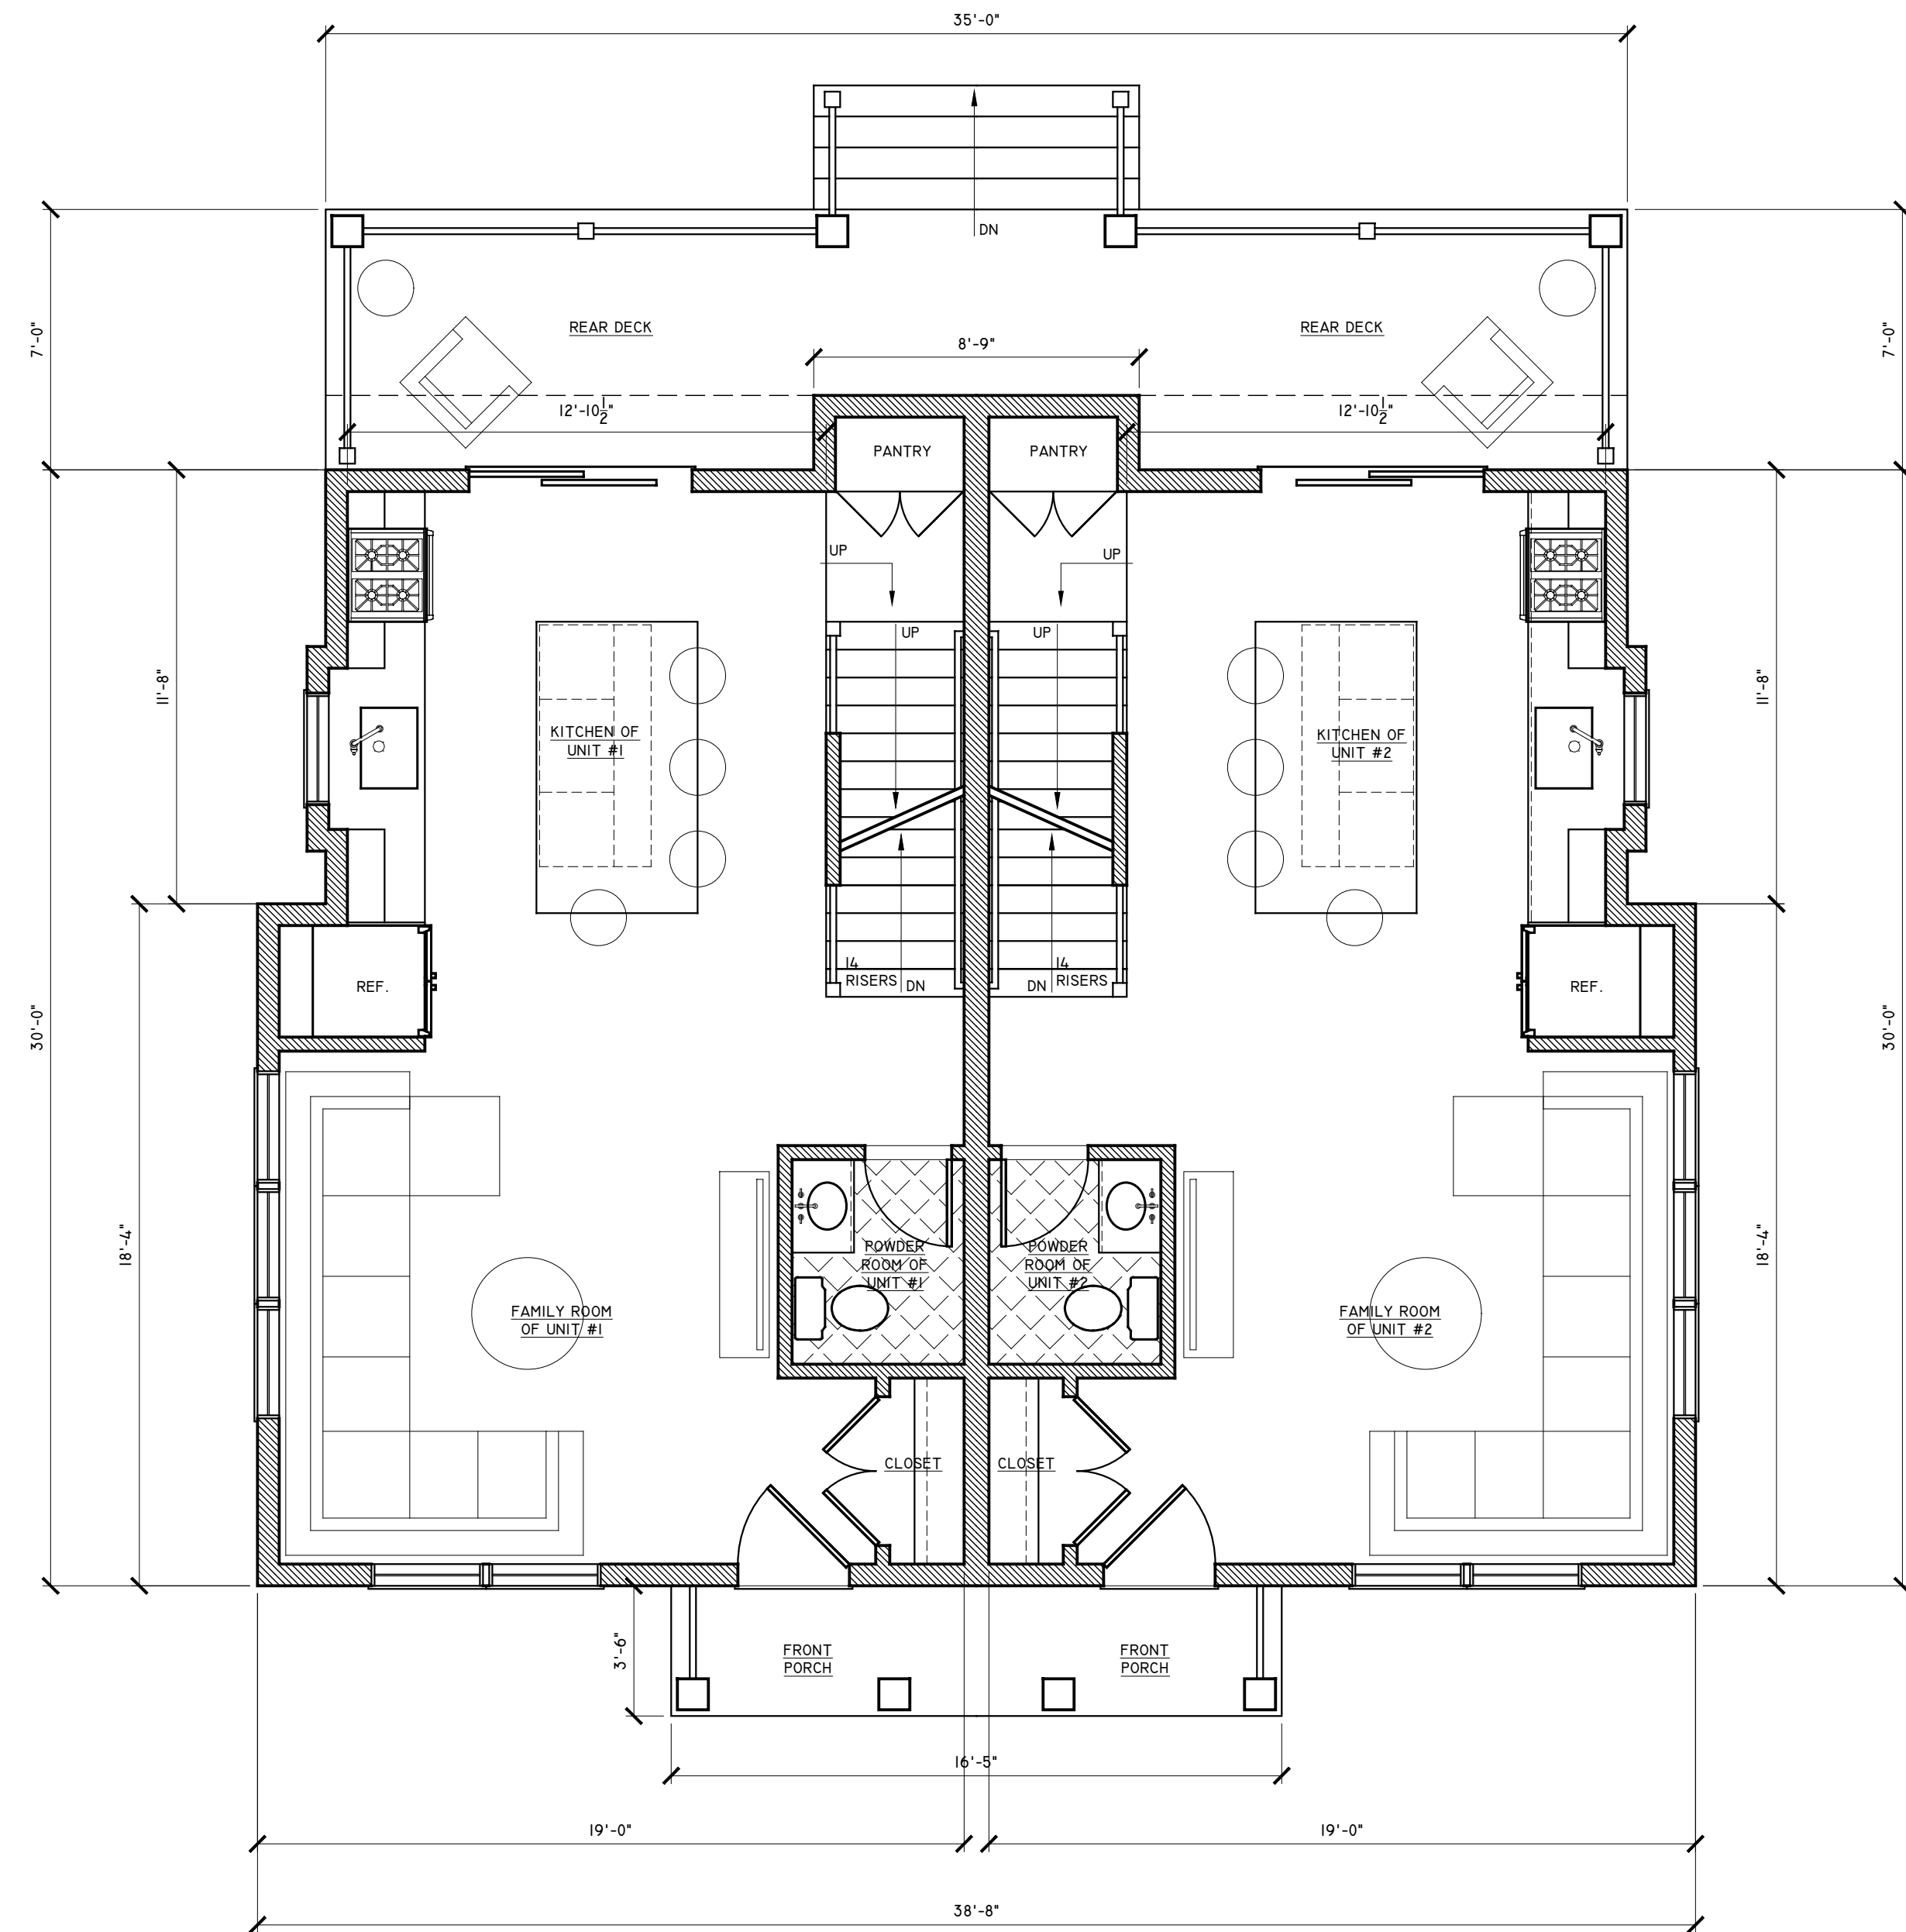 35'-0"
DN
REAR DECK
REAR DECK
7'-0"
7'-0"
8'-9"
12'-10 1/2"
12'-10 1/2"
PANTRY
PANTRY
UP
UP
UP
UP
11'-8"
11'-8"
KITCHEN OF
UNIT #1
KITCHEN OF
UNIT #2
14
RISERS
DN
DN
14
RISERS
REF.
REF.
30'-0"
30'-0"
18'-4"
18'-4"
POWDER
ROOM OF
UNIT #1
POWDER
ROOM OF
UNIT #2
FAMILY ROOM
OF UNIT #1
FAMILY ROOM
OF UNIT #2
CLOSET
CLOSET
3'-6"
FRONT
PORCH
FRONT
PORCH
16'-5"
19'-0"
19'-0"
38'-8"